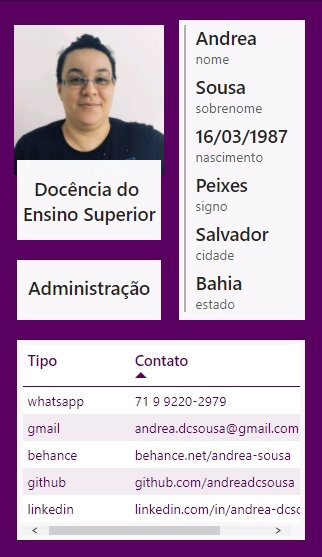 Docência do
Ensino Superior
Administração
Andrea
nome
Sousa
sobrenome
16/03/1987
nascimento
Peixes
signo
Salvador
cidade
Bahia
estado
Tipo Contato
whatsapp 71 9 9220-2979
gmail andrea.dcsousa@gmail.com
behance behance.net/andrea-sousa
github github.com/andreadcsousa
linkedin linkedin.com/in/andrea-dcso